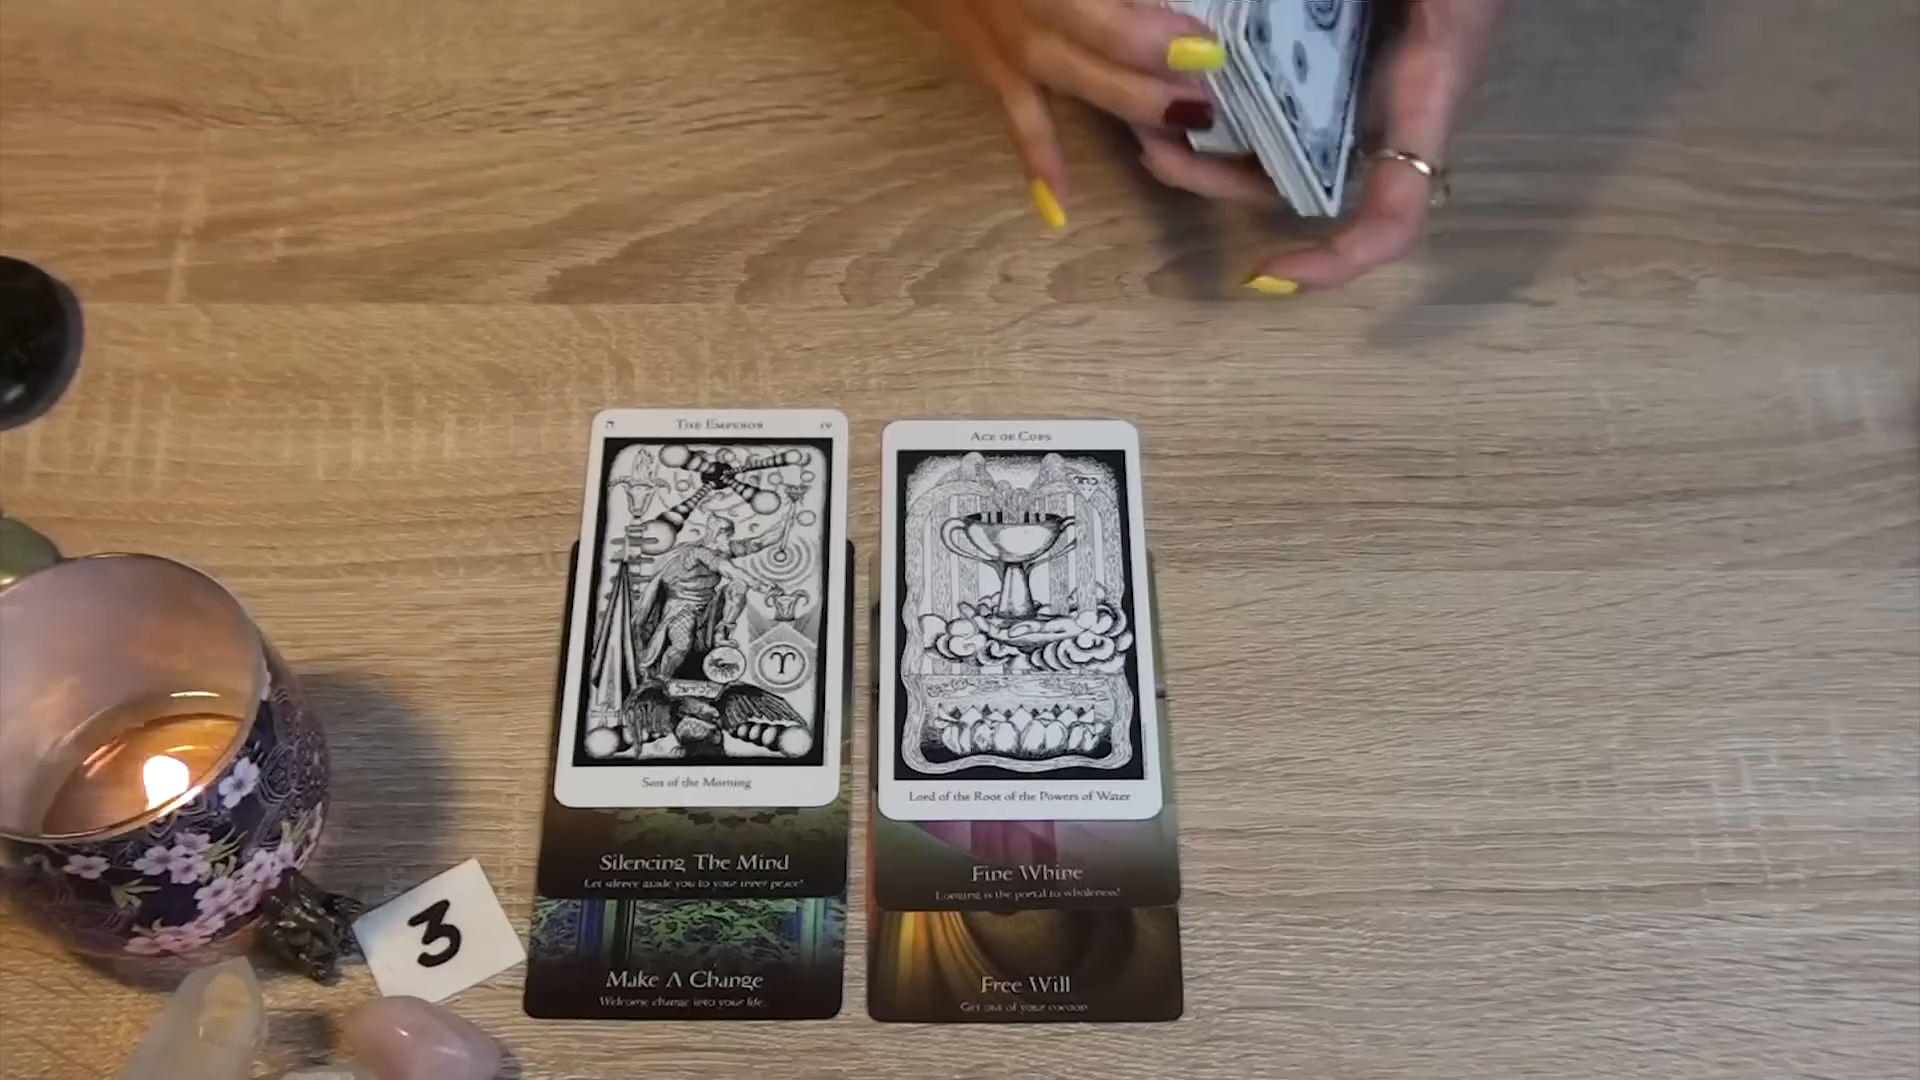 ה THE EMPEROR IV
Son of the Morning
Silencing The Mind
Let silence guide you to your inner peace!
Make A Change
Welcome change into your life.
ACE OF CUPS
Lord of the Root of the Powers of Water
Fine Whine
Longing is the portal to wholeness!
Free Will
Get out of your cocoon
3